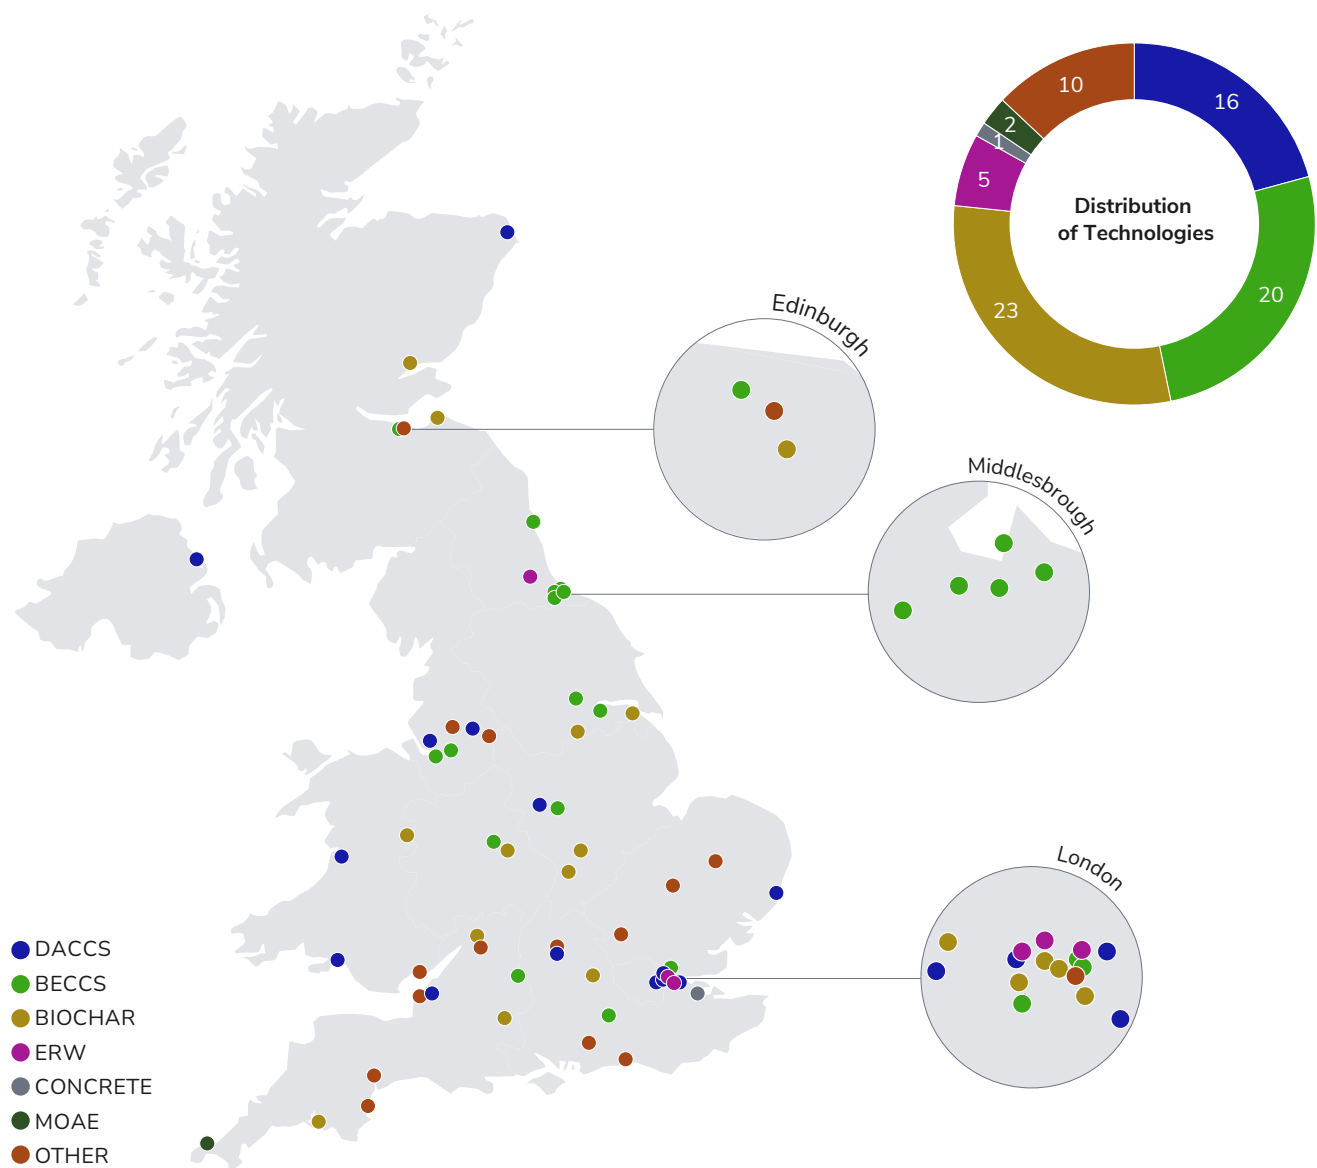 10
16
2
1
5
Distribution
of Technologies
20
23
Edinburgh
Middlesbrough
London
DACCS
BECCS
BIOCHAR
ERW
CONCRETE
MOAE
OTHER